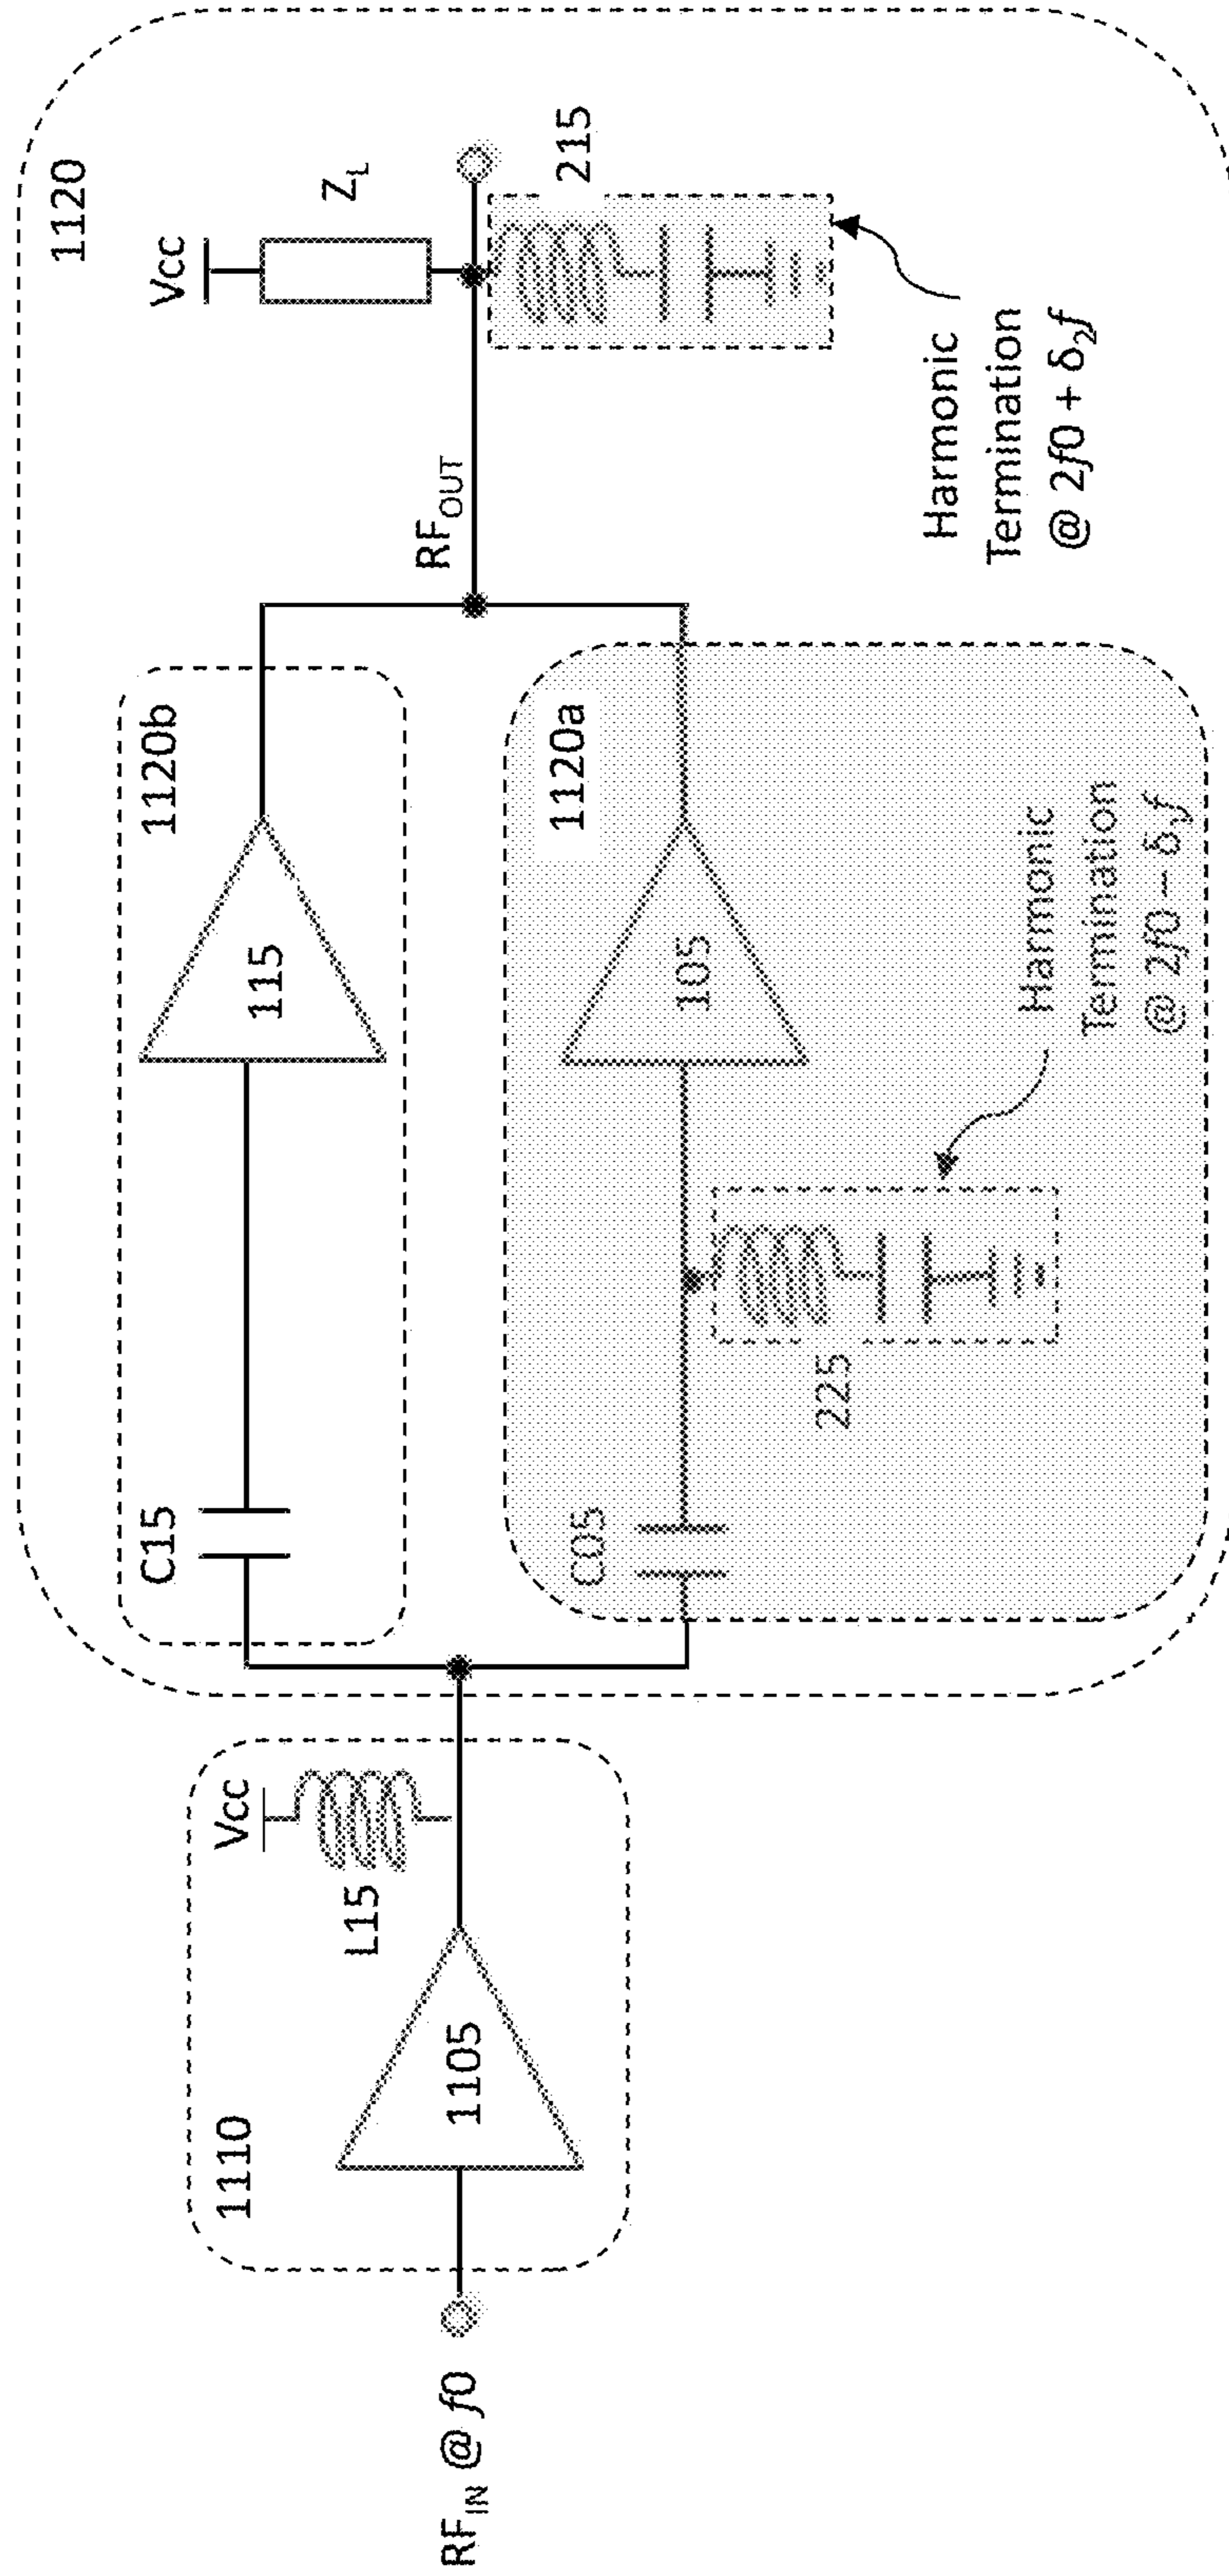 RF_IN @ f0
1110
1105
L15
Vcc
1120
C15
1120b
115
C05
225
1120a
105
Harmonic
Termination
@ 2f0 − δ₁f
RF_OUT
Vcc
Z_L
215
Harmonic
Termination
@ 2f0 + δ₂f